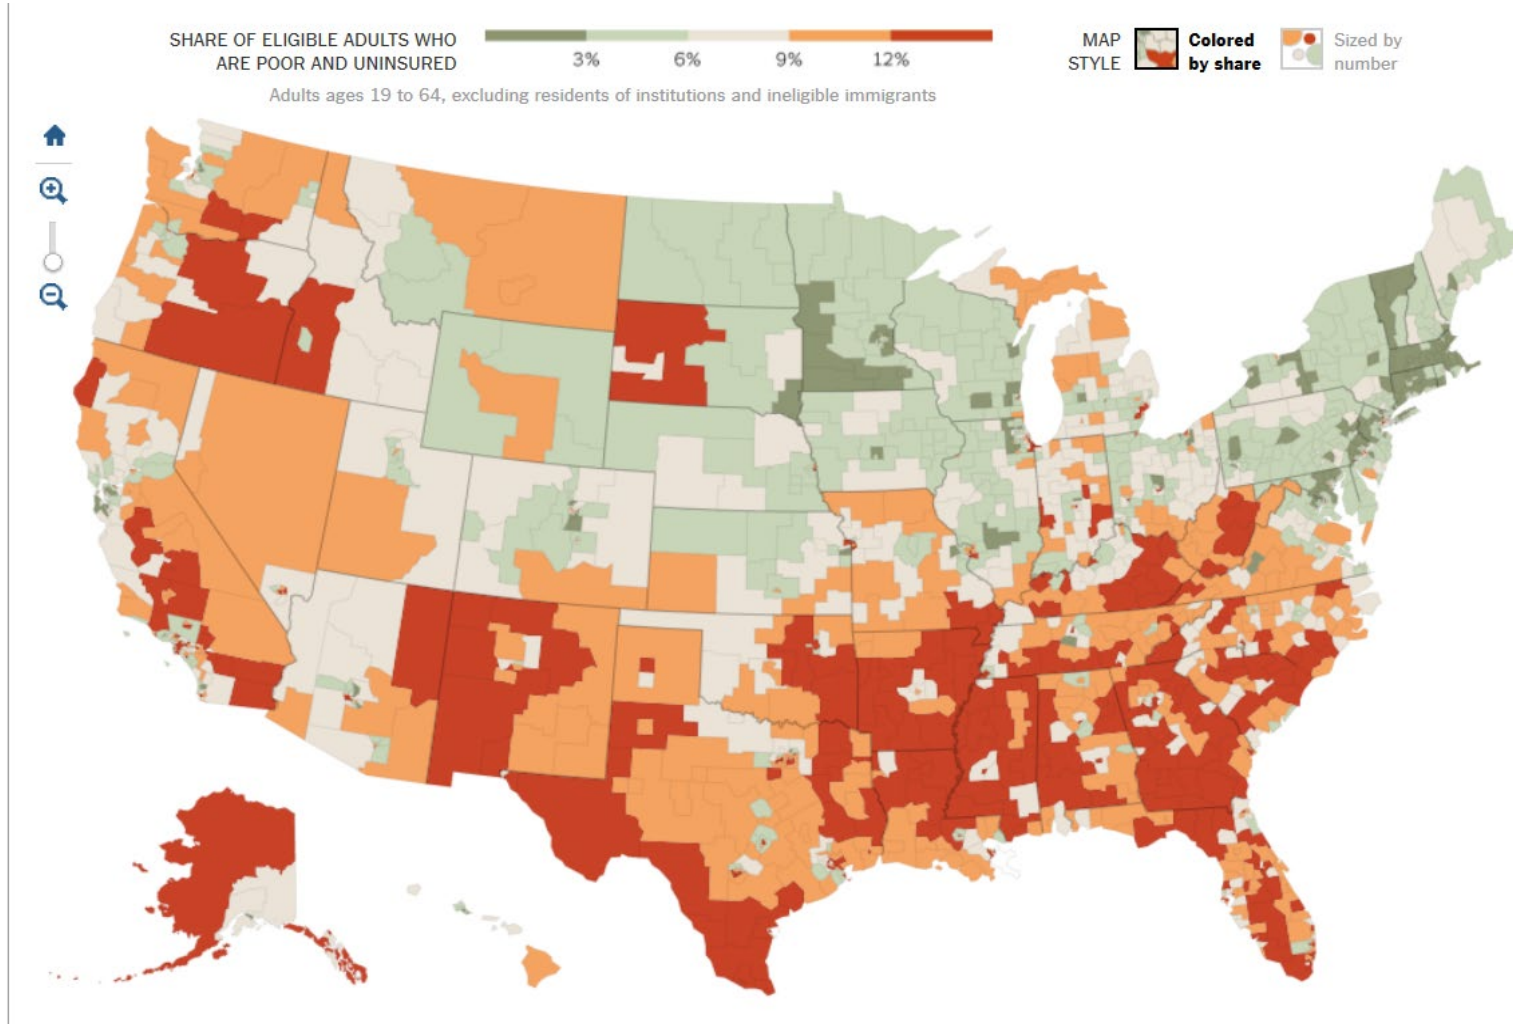 SHARE OF ELIGIBLE ADULTS WHO
ARE POOR AND UNINSURED
3% 6% 9% 12%
MAP
STYLE
Colored
by share
Sized by
number
Adults ages 19 to 64, excluding residents of institutions and ineligible immigrants